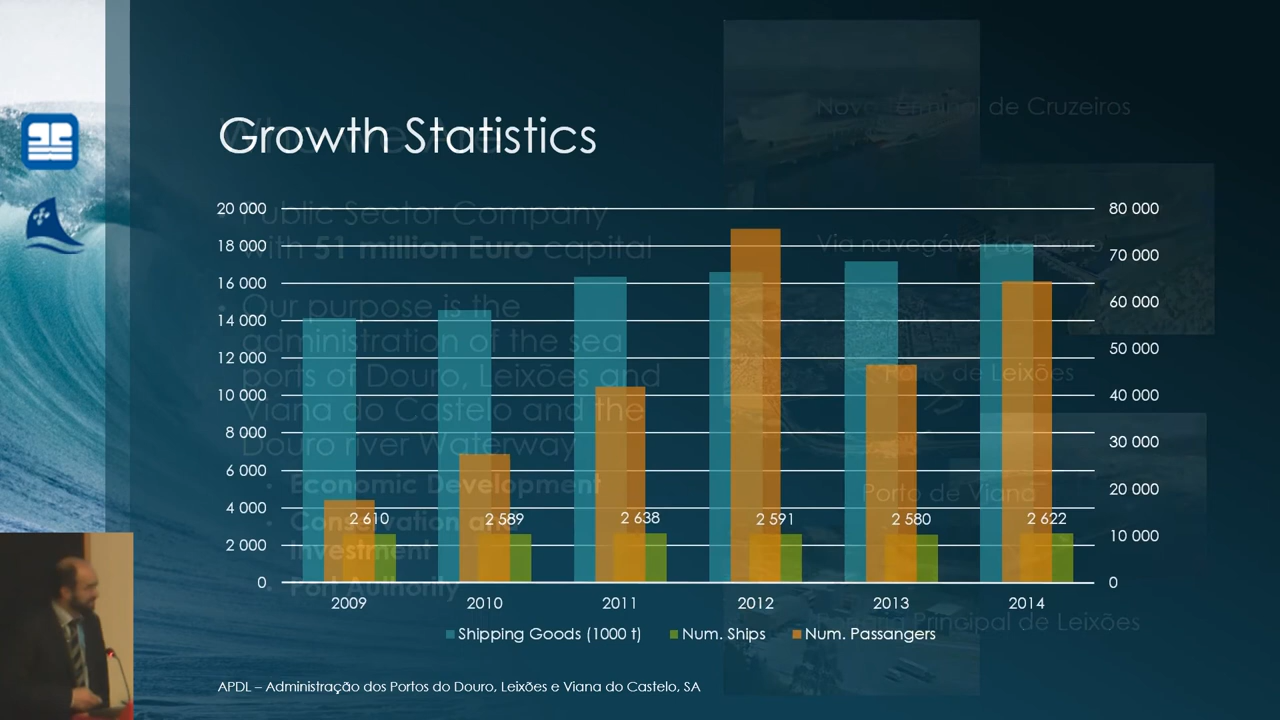 Growth Statistics
Nova Terminal de Cruzeiros
Public Sector Company
with 51 million Euro capital
Via navegável do Douro
Our purpose is the
administration of the sea
ports of Douro, Leixões and
Viana do Castelo and the
Douro river Waterway
Porto de Leixões
Economic Development
Porto de Viana
Conservation and
Investment
Port Authority
Principal de Leixões
20 000
18 000
16 000
14 000
12 000
10 000
8 000
6 000
4 000
2 000
0
80 000
70 000
60 000
50 000
40 000
30 000
20 000
10 000
0
2 610
2 589
2 638
2 591
2 580
2 622
2009
2010
2011
2012
2013
2014
Shipping Goods (1000 t)
Num. Ships
Num. Passangers
APDL – Administração dos Portos do Douro, Leixões e Viana do Castelo, SA